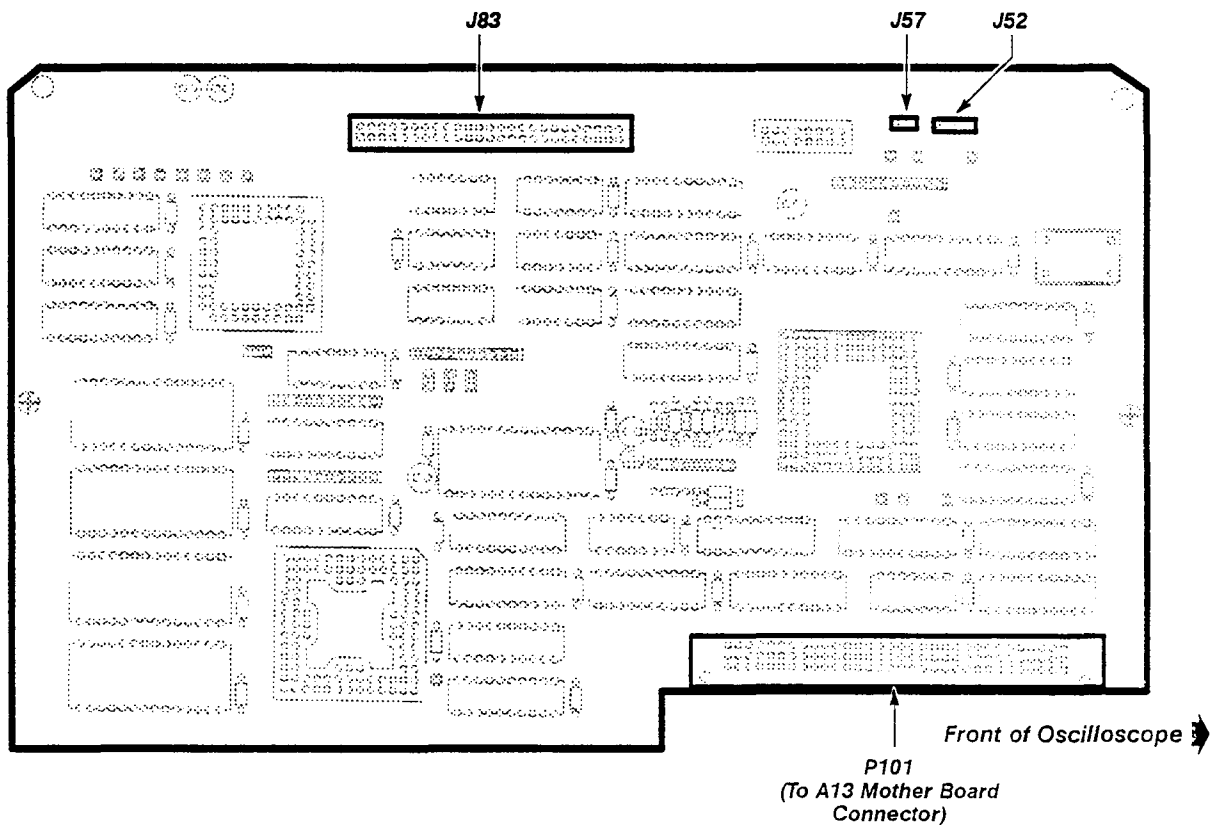 J83
J57
J52
Front of Oscilloscope
P101
(To A13 Mother Board
Connector)